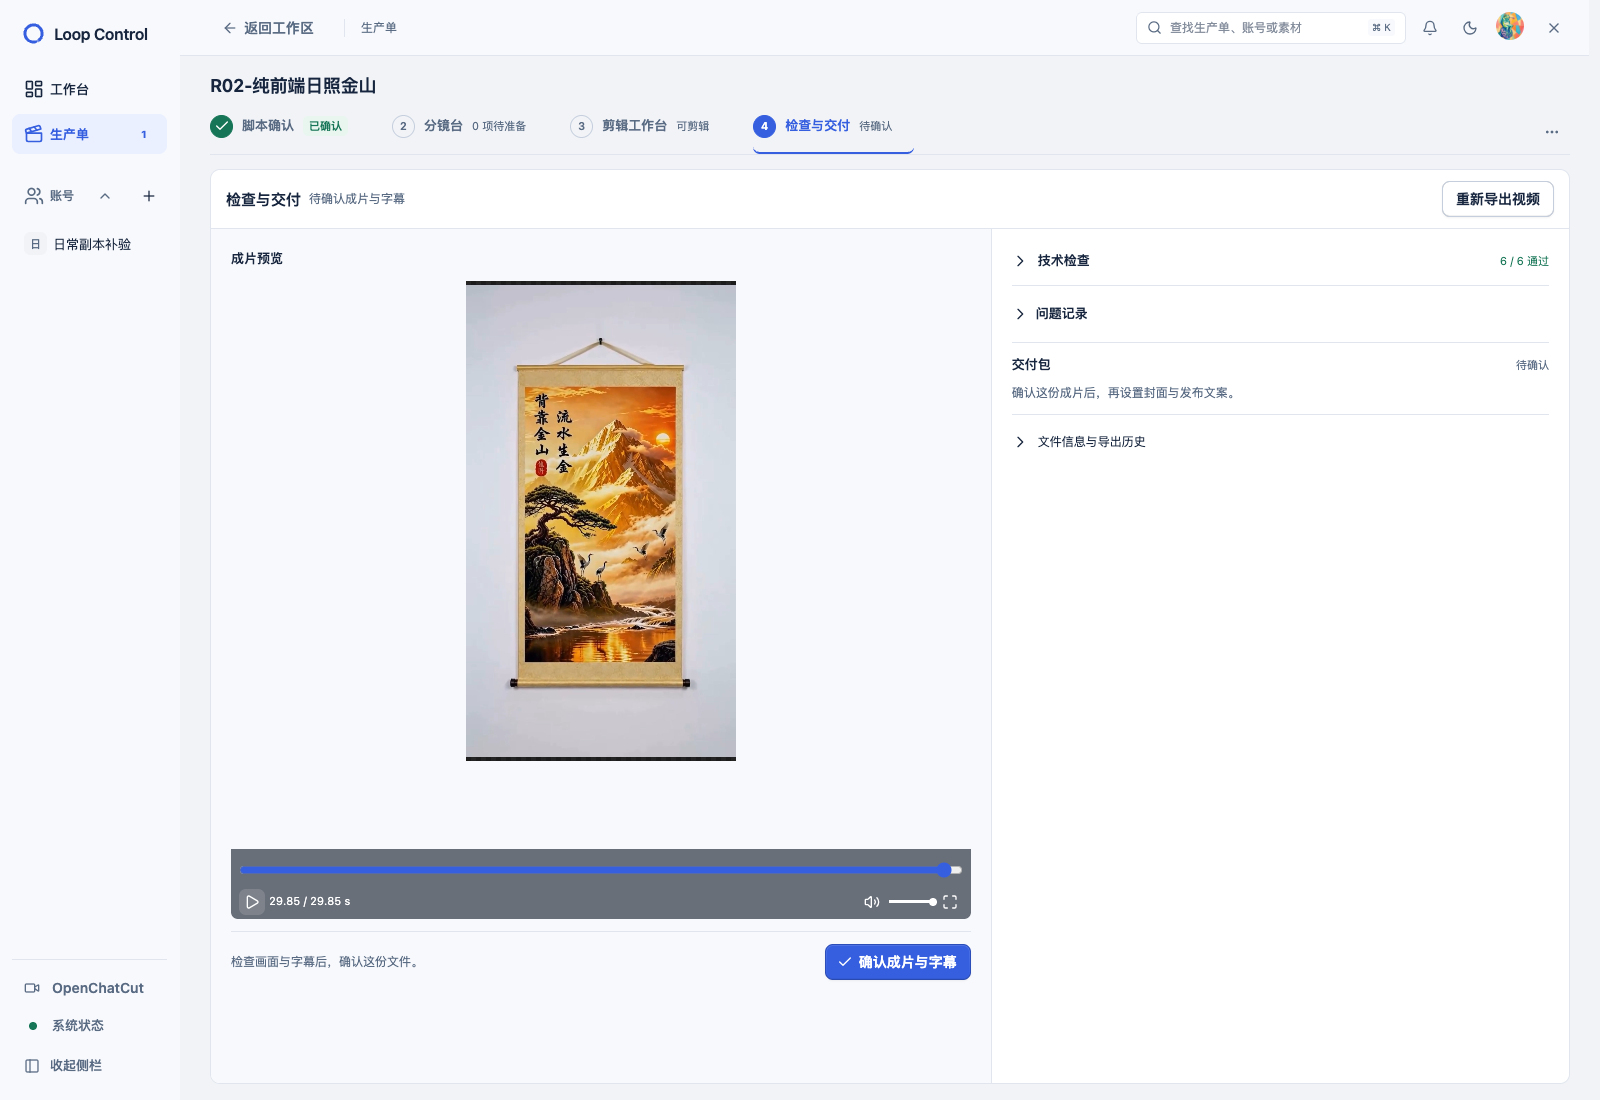 Loop Control
返回工作区
生产单
查找生产单、账号或素材
⌘ K
工作台
生产单 1
账号
日 日常副本补验
R02-纯前端日照金山
脚本确认 已确认
2 分镜台 0 项待准备
3 剪辑工作台 可剪辑
4 检查与交付 待确认
检查与交付 待确认成片与字幕
重新导出视频
成片预览
背靠金山
流水生金
29.85 / 29.85 s
检查画面与字幕后，确认这份文件。
确认成片与字幕
技术检查 6 / 6 通过
问题记录
交付包 待确认
确认这份成片后，再设置封面与发布文案。
文件信息与导出历史
OpenChatCut
系统状态
收起侧栏